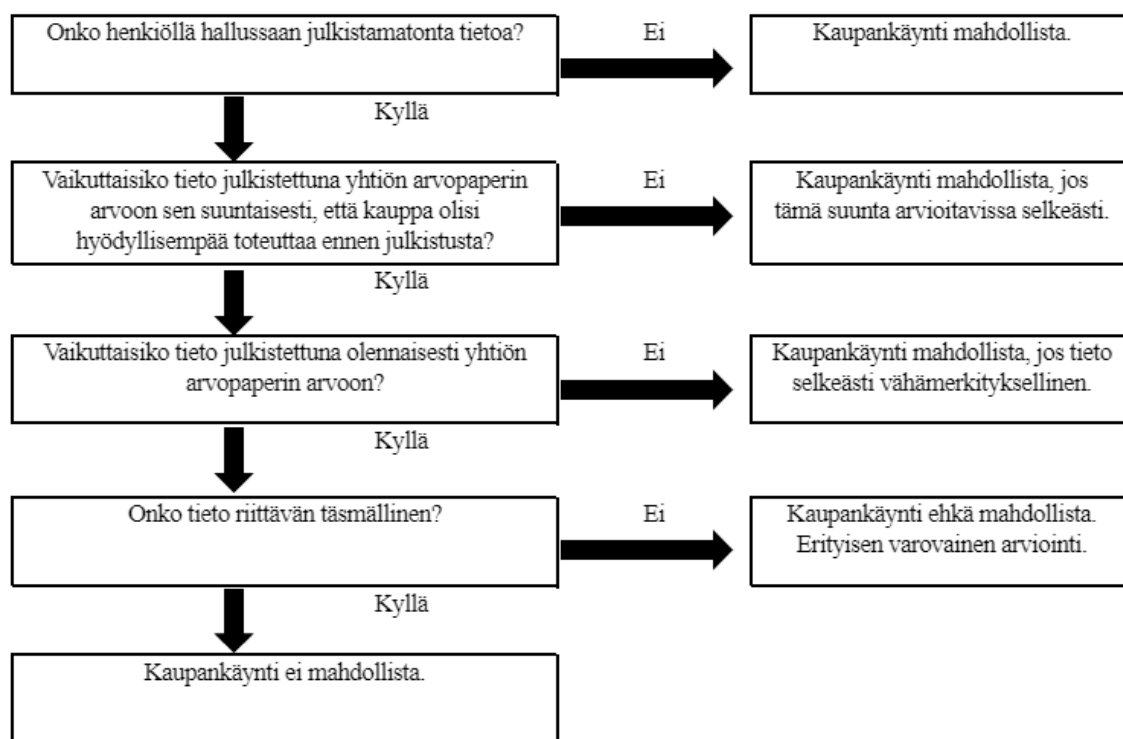 Onko henkiöllä hallussaan julkistamatonta tietoa?
Ei
Kaupankäynti mahdollista.
Kyllä
Vaikuttaisiko tieto julkistettuna yhtiön arvopaperin
arvoon sen suuntaisesti, että kauppa olisi
hyödyllisempää toteuttaa ennen julkistusta?
Ei
Kaupankäynti mahdollista, jos
tämä suunta arvioitavissa selkeästi.
Kyllä
Vaikuttaisiko tieto julkistettuna olennaisesti yhtiön
arvopaperin arvoon?
Ei
Kaupankäynti mahdollista, jos tieto
selkeästi vähämerkityksellinen.
Kyllä
Onko tieto riittävän täsmällinen?
Ei
Kaupankäynti ehkä mahdollista.
Erityisen varovainen arviointi.
Kyllä
Kaupankäynti ei mahdollista.